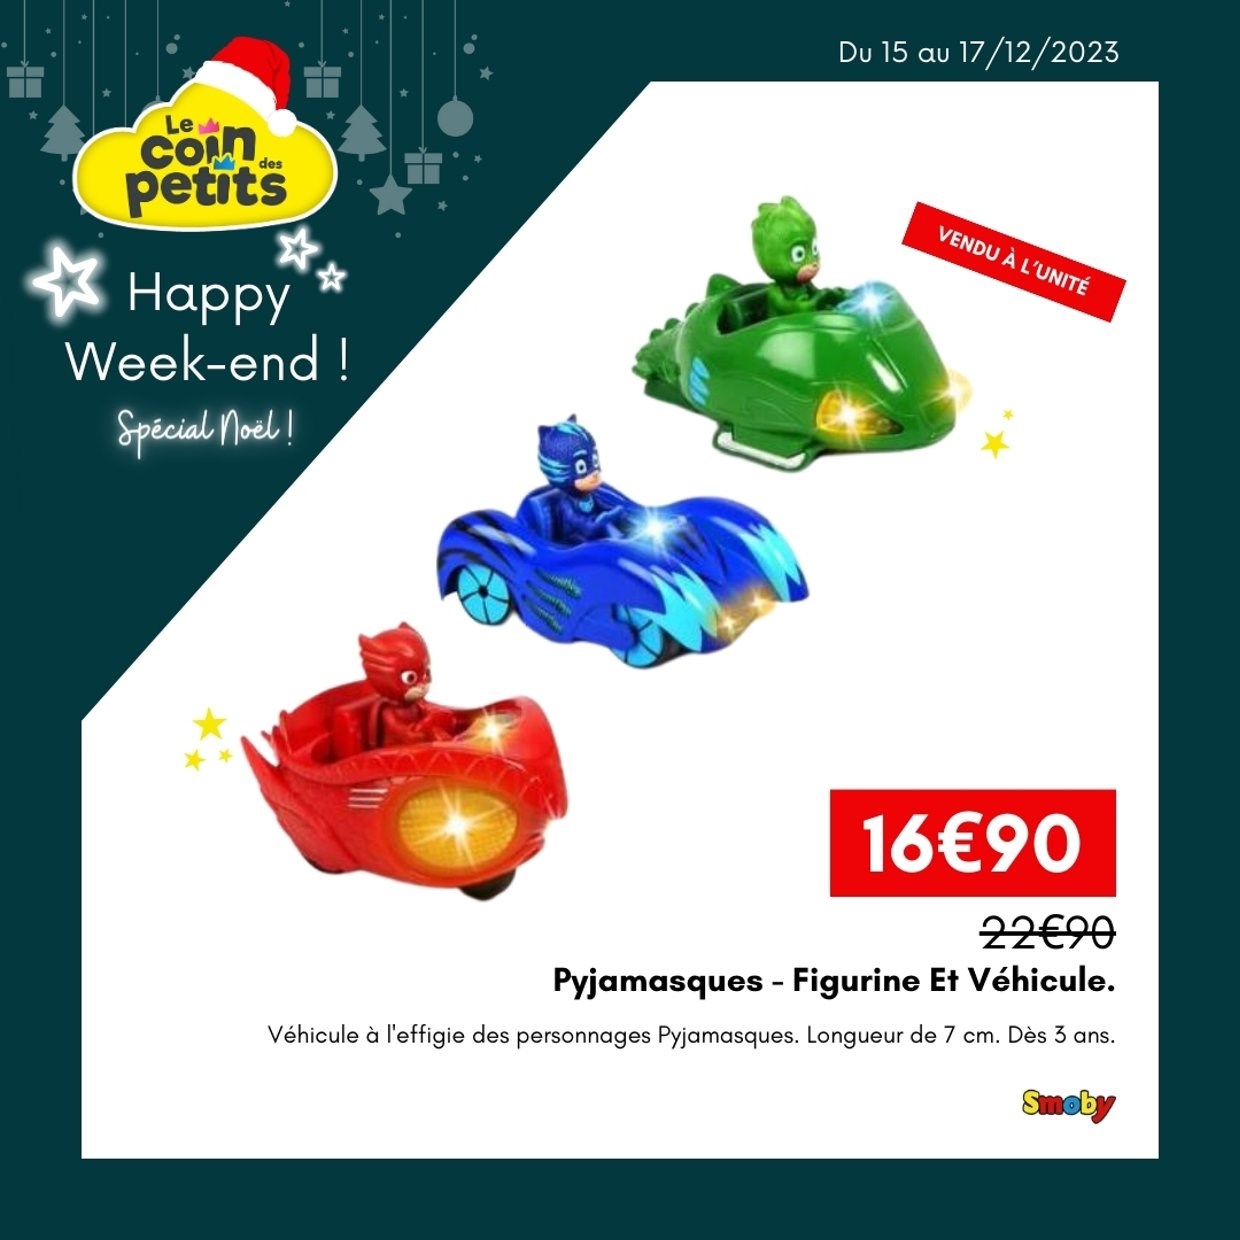 Du 15 au 17/12/2023
Le
coin
des
petits
Happy
Week-end !
Spécial Noël !
VENDU À L'UNITÉ
16€90
22€90
Pyjamasques - Figurine Et Véhicule.
Véhicule à l'effigie des personnages Pyjamasques. Longueur de 7 cm. Dès 3 ans.
Smoby